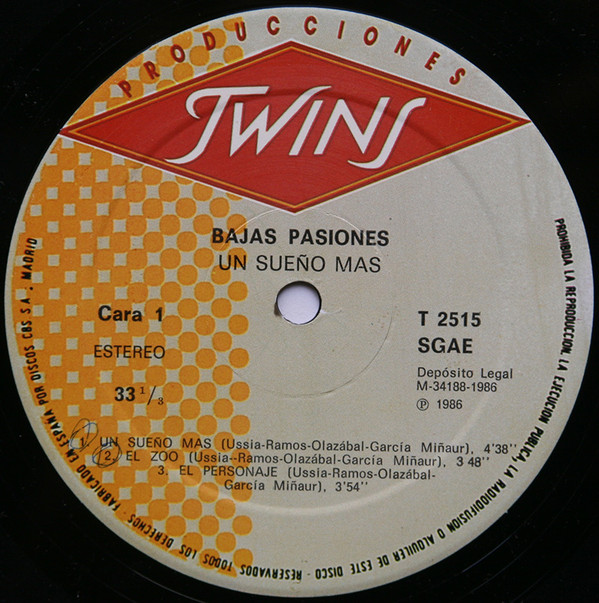 PRODUCCIONES
TWINS
BAJAS PASIONES
UN SUEÑO MAS
Cara 1
ESTEREO
33 1/3
T 2515
SGAE
Depósito Legal
M-34188-1986
Ⓟ 1986
1. UN SUEÑO MAS (Ussia-Ramos-Olazábal-García Miñaur), 4'38''
2. EL ZOO (Ussia--Ramos-Olazábal-García Miñaur), 3 48''
3. EL PERSONAJE (Ussia-Ramos-Olazábal-
García Miñaur), 3'54''
PROHIBIDA LA REPRODUCCION, LA EJECUCION PUBLICA, LA RADIODIFUSION O ALQUILER DE ESTE DISCO - RESERVADOS TODOS LOS DERECHOS - FABRICADO EN ESPAÑA POR DISCOS CBS S.A.; MADRID